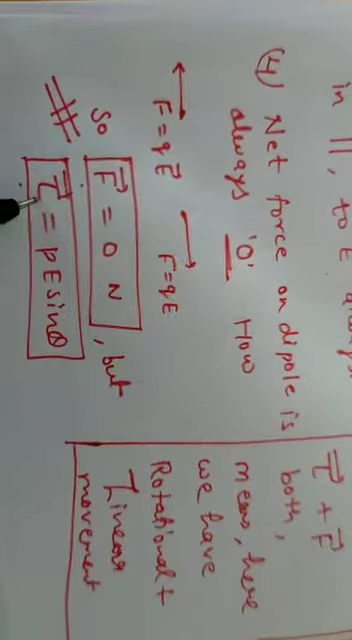 in ||, to E always
(4) Net force on dipole is
always '0' How
F = qE⃗ F = qE
So F⃗ = 0 N, but
τ⃗ = PE sinθ
τ⃗ + F⃗
both,
means, here
we have
Rotational +
Linear
movement